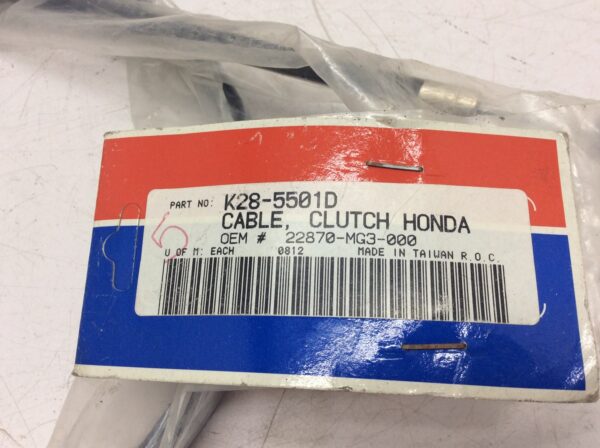 PART NO: K28-5501D
CABLE, CLUTCH HONDA
OEM # 22870-MG3-000
U OF M: EACH 0812 MADE IN TAIWAN R.O.C.
5